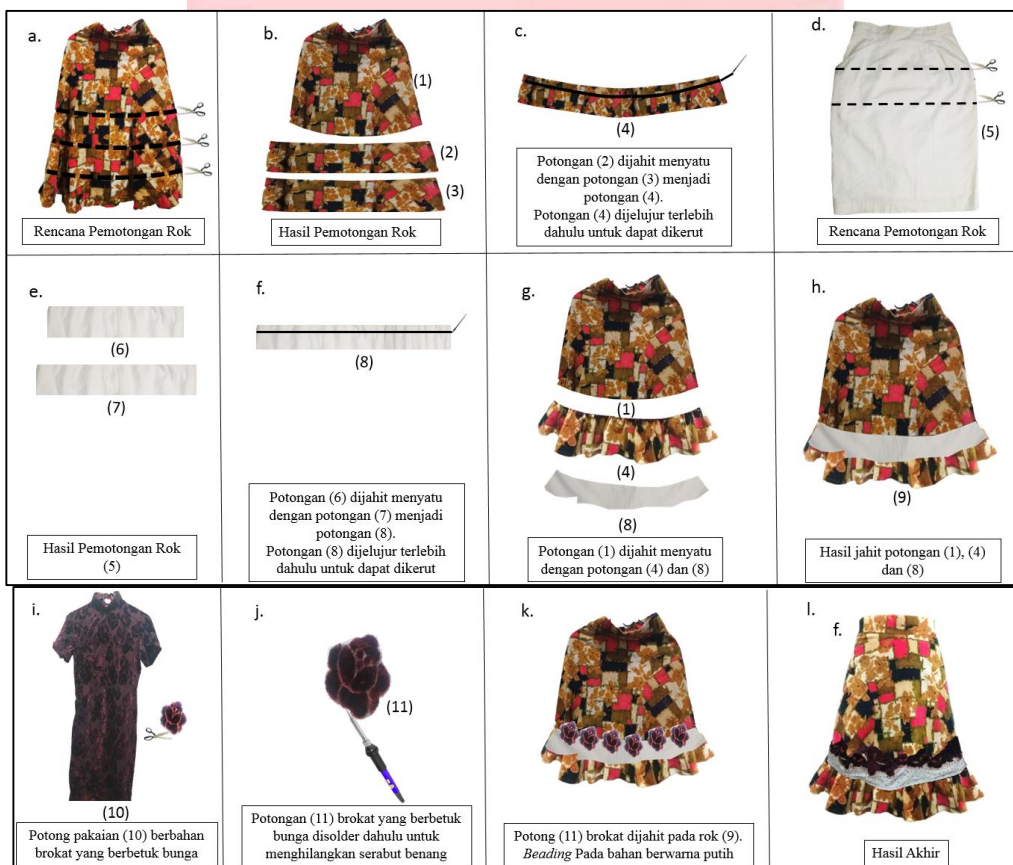 a.
Rencana Pemotongan Rok
b.
(1)
(2)
(3)
Hasil Pemotongan Rok
c.
(4)
Potongan (2) dijahit menyatu
dengan potongan (3) menjadi
potongan (4).
Potongan (4) dijelujur terlebih
dahulu untuk dapat dikerut
d.
(5)
Rencana Pemotongan Rok
e.
(6)
(7)
Hasil Pemotongan Rok
(5)
f.
(8)
Potongan (6) dijahit menyatu
dengan potongan (7) menjadi
potongan (8).
Potongan (8) dijelujur terlebih
dahulu untuk dapat dikerut
g.
(1)
(4)
(8)
Potongan (1) dijahit menyatu
dengan potongan (4) dan (8)
h.
(9)
Hasil jahit potongan (1), (4)
dan (8)
i.
(10)
Potong pakaian (10) berbahan
brokat yang berbetuk bunga
j.
(11)
Potongan (11) brokat yang berbetuk
bunga disolder dahulu untuk
menghilangkan serabut benang
k.
Potong (11) brokat dijahit pada rok (9).
Beading Pada bahan berwarna putih
l.
f.
Hasil Akhir